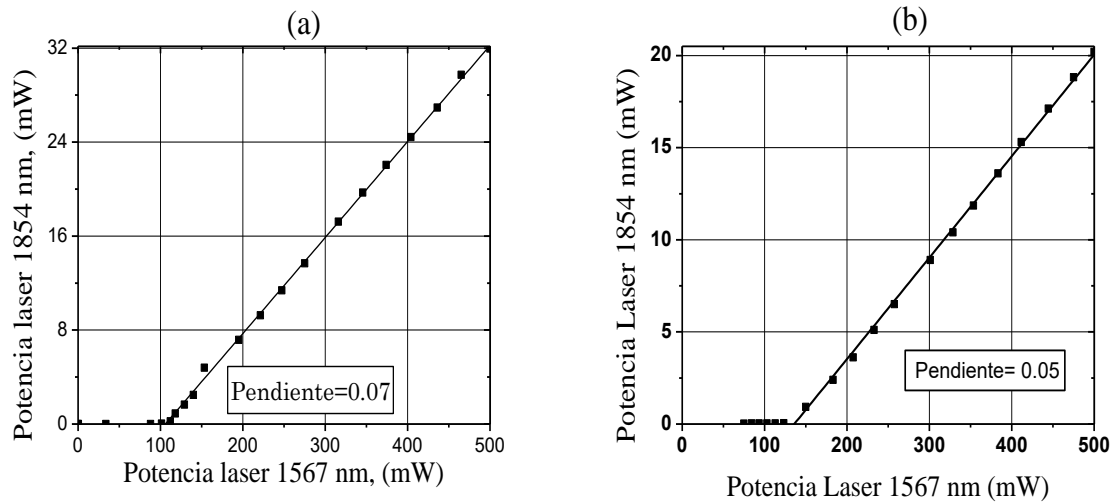 (a)
Potencia laser 1854 nm, (mW)
32
24
16
8
0
0 100 200 300 400 500
Pendiente=0.07
Potencia laser 1567 nm, (mW)
(b)
Potencia Laser 1854 nm (mW)
20
15
10
5
0
0 100 200 300 400 500
Pendiente= 0.05
Potencia Laser 1567 nm (mW)